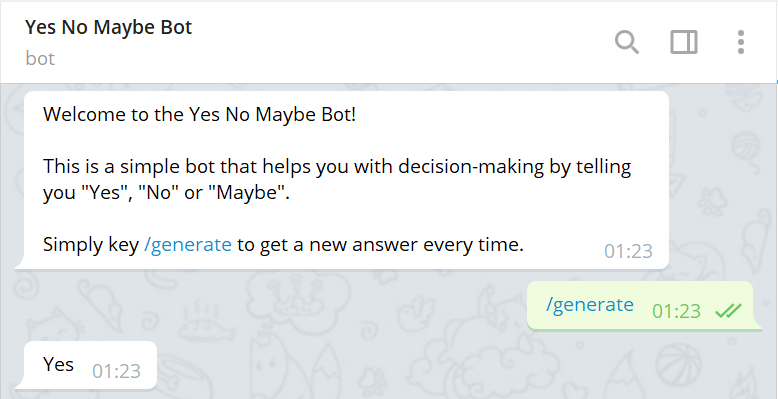 Yes No Maybe Bot
bot
Welcome to the Yes No Maybe Bot!
This is a simple bot that helps you with decision-making by telling
you "Yes", "No" or "Maybe".
Simply key /generate to get a new answer every time.
01:23
/generate 01:23
Yes 01:23